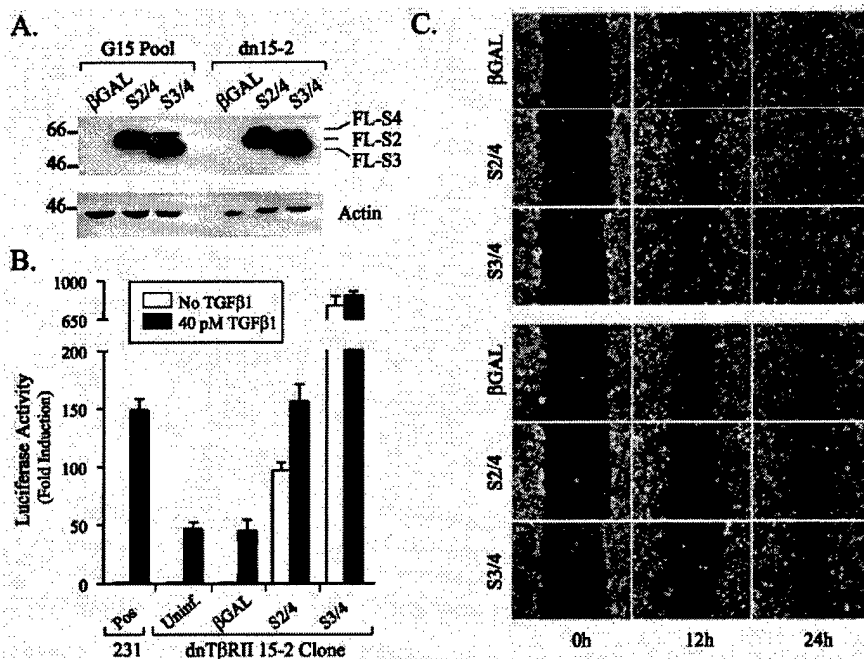 A.
G15 Pool dn15-2
βGAL S2/4 S3/4 βGAL S2/4 S3/4
66
46
FL-S4
FL-S2
FL-S3
46
Actin
B.
1000
650
200
150
100
50
0
Luciferase Activity
(Fold Induction)
No TGFβ1
40 pM TGFβ1
Pos Uninf. βGAL S2/4 S3/4
231 dnTβRII 15-2 Clone
C.
βGAL
S2/4
S3/4
βGAL
S2/4
S3/4
0h 12h 24h